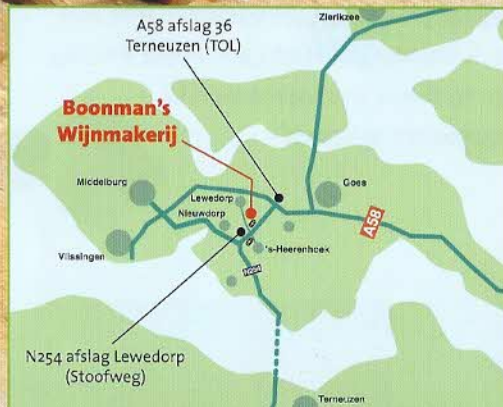 A58 afslag 36
Terneuzen (TOL)
Zierikzee
Boonman's
Wijnmakerij
Middelburg
Lewedorp
Goes
Nieuwdorp
A58
's-Heerenhoek
Vlissingen
N254
N254 afslag Lewedorp
(Stoofweg)
Terneuzen